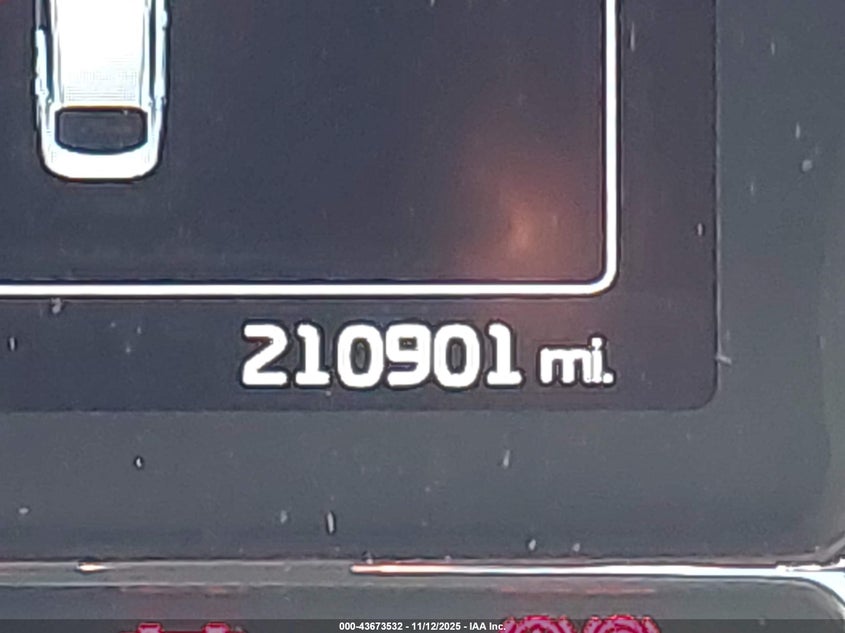 210901 mi.
000-43673532 - 11/12/2025 - IAA Inc.